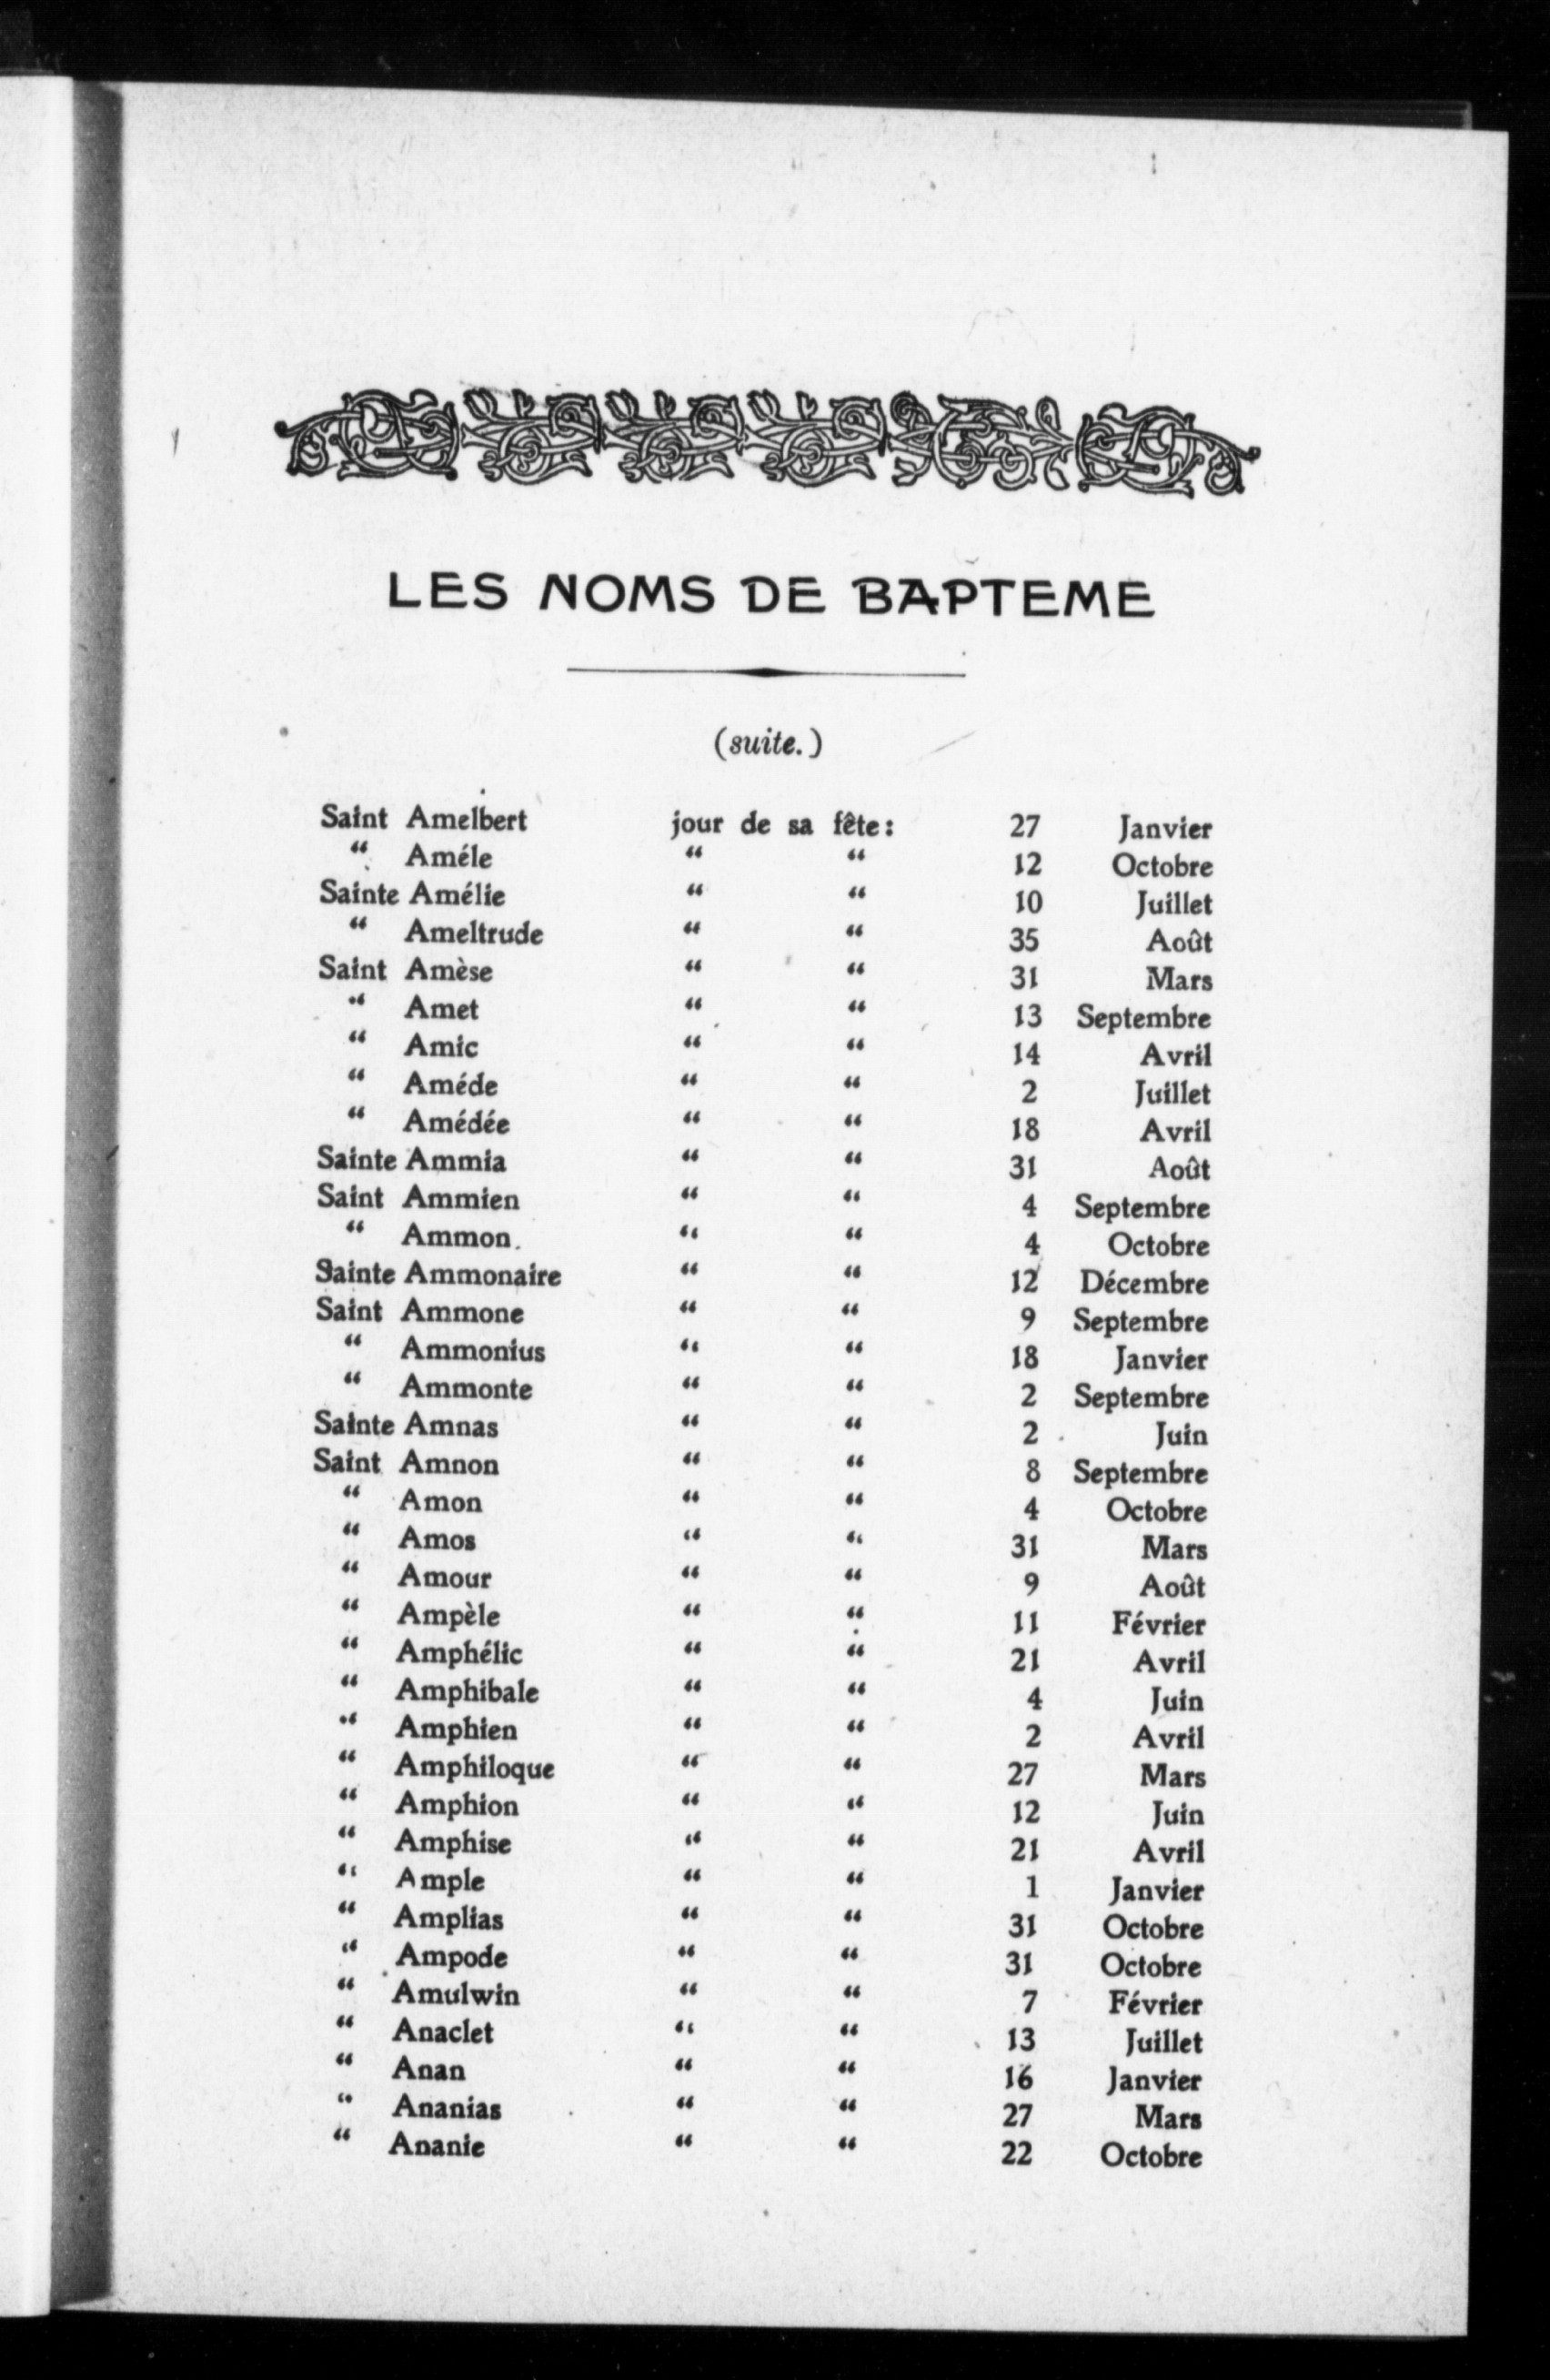 LES NOMS DE BAPTEME
(suite.)
Saint Amelbert jour de sa fête: 27 Janvier
“ Améle “ “ 12 Octobre
Sainte Amélie “ “ 10 Juillet
“ Ameltrude “ “ 35 Août
Saint Amèse “ “ 31 Mars
“ Amet “ “ 13 Septembre
“ Amic “ “ 14 Avril
“ Améde “ “ 2 Juillet
“ Amédée “ “ 18 Avril
Sainte Ammia “ “ 31 Août
Saint Ammien “ “ 4 Septembre
“ Ammon “ “ 4 Octobre
Sainte Ammonaire “ “ 12 Décembre
Saint Ammone “ “ 9 Septembre
“ Ammonius “ “ 18 Janvier
“ Ammonte “ “ 2 Septembre
Sainte Amnas “ “ 2 Juin
Saint Amnon “ “ 8 Septembre
“ Amon “ “ 4 Octobre
“ Amos “ “ 31 Mars
“ Amour “ “ 9 Août
“ Ampèle “ “ 11 Février
“ Amphélic “ “ 21 Avril
“ Amphibale “ “ 4 Juin
“ Amphien “ “ 2 Avril
“ Amphiloque “ “ 27 Mars
“ Amphion “ “ 12 Juin
“ Amphise “ “ 21 Avril
“ Ample “ “ 1 Janvier
“ Amplias “ “ 31 Octobre
“ Ampode “ “ 31 Octobre
“ Amulwin “ “ 7 Février
“ Anaclet “ “ 13 Juillet
“ Anan “ “ 16 Janvier
“ Ananias “ “ 27 Mars
“ Ananie “ “ 22 Octobre